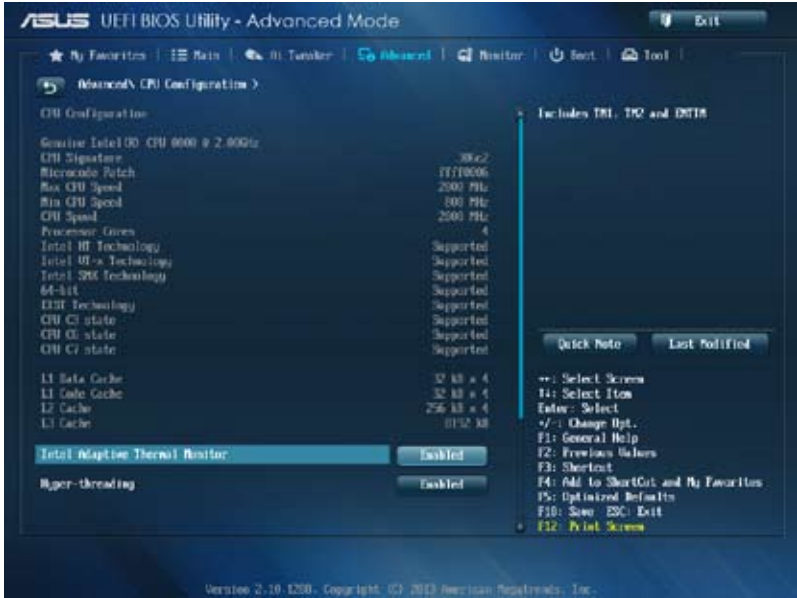 ASUS UEFI BIOS Utility - Advanced Mode
Exit
My Favorites Main Ai Tweaker Advanced Monitor Boot Tool
Advanced\ CPU Configuration >
CPU Configuration
Includes TM1, TM2 and EMTTM
Genuine Intel(R) CPU 0000 @ 2.00GHz
CPU Signature
Microcode Patch
Max CPU Speed 2000 MHz
Min CPU Speed 800 MHz
CPU Speed 2000 MHz
Processor Cores 4
Intel HT Technology Supported
Intel VT-x Technology Supported
Intel SMX Technology Supported
64-bit Supported
EIST Technology Supported
CPU C3 state Supported
CPU C6 state Supported
CPU C7 state Supported
L1 Data Cache 32 kB x 4
L1 Code Cache 32 kB x 4
L2 Cache 256 kB x 4
L3 Cache 8192 kB
Intel Adaptive Thermal Monitor Enabled
Hyper-threading Enabled
Quick Note Last Modified
→←: Select Screen
↑↓: Select Item
Enter: Select
+/-: Change Opt.
F1: General Help
F2: Previous Values
F3: Shortcut
F4: Add to ShortCut and My Favorites
F5: Optimized Defaults
F10: Save ESC: Exit
F12: Print Screen
Version 2.10.1208. Copyright (C) 2013 American Megatrends, Inc.